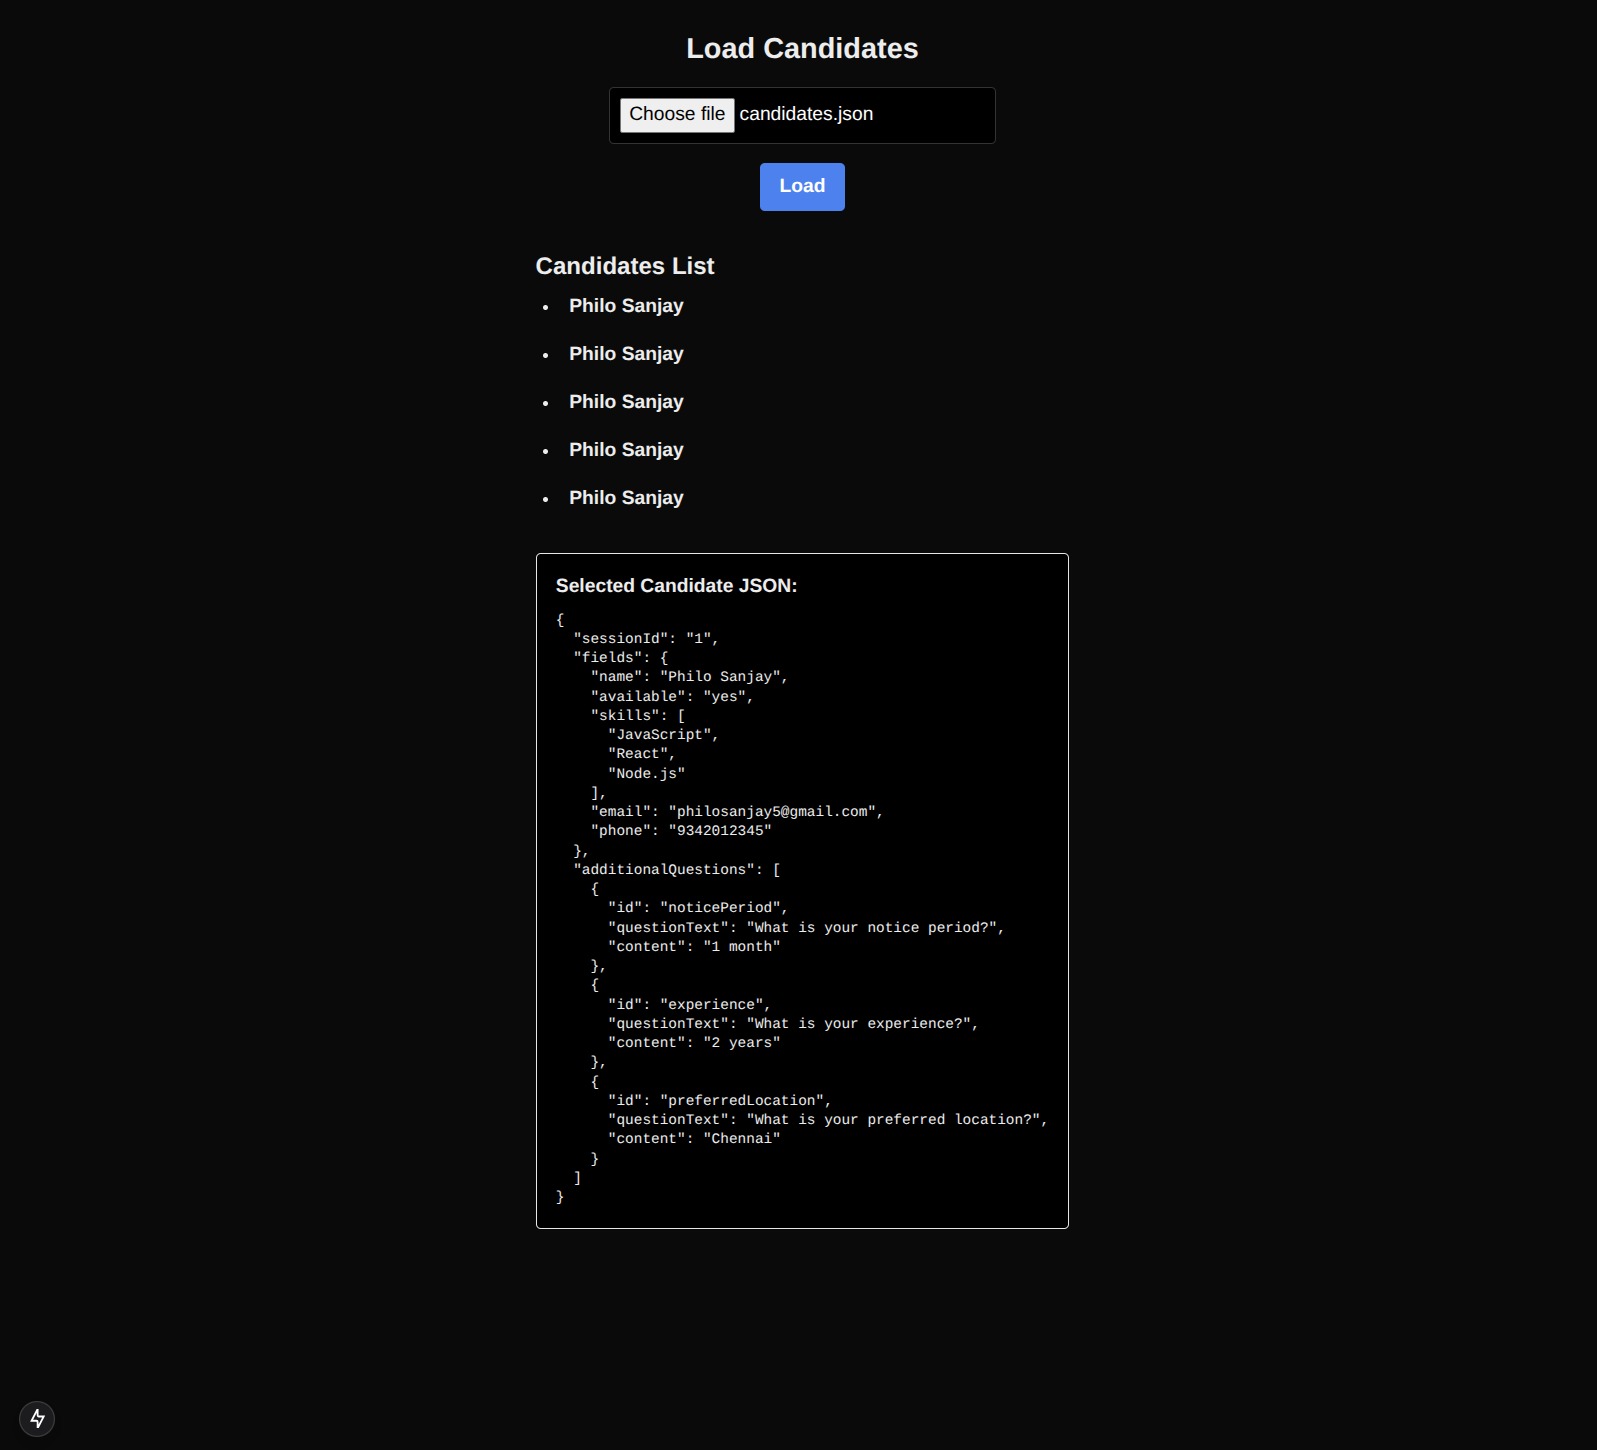 Load Candidates
Choose file candidates.json
Load
Candidates List
• Philo Sanjay
• Philo Sanjay
• Philo Sanjay
• Philo Sanjay
• Philo Sanjay
Selected Candidate JSON:
{
  "sessionId": "1",
  "fields": {
    "name": "Philo Sanjay",
    "available": "yes",
    "skills": [
      "JavaScript",
      "React",
      "Node.js"
    ],
    "email": "philosanjay5@gmail.com",
    "phone": "9342012345"
  },
  "additionalQuestions": [
    {
      "id": "noticePeriod",
      "questionText": "What is your notice period?",
      "content": "1 month"
    },
    {
      "id": "experience",
      "questionText": "What is your experience?",
      "content": "2 years"
    },
    {
      "id": "preferredLocation",
      "questionText": "What is your preferred location?",
      "content": "Chennai"
    }
  ]
}